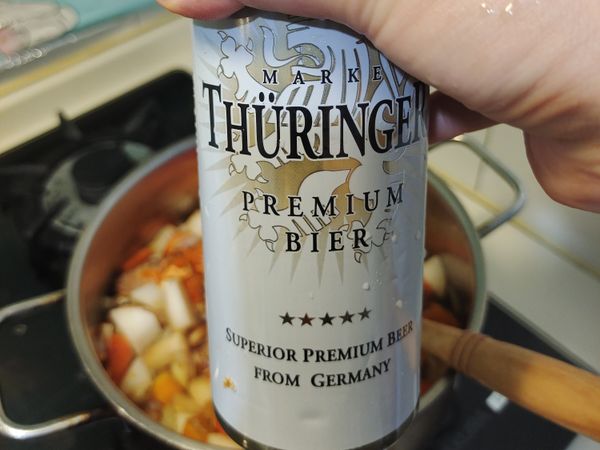 MARKE
THÜRINGER
PREMIUM
BIER
SUPERIOR PREMIUM BEER
FROM GERMANY